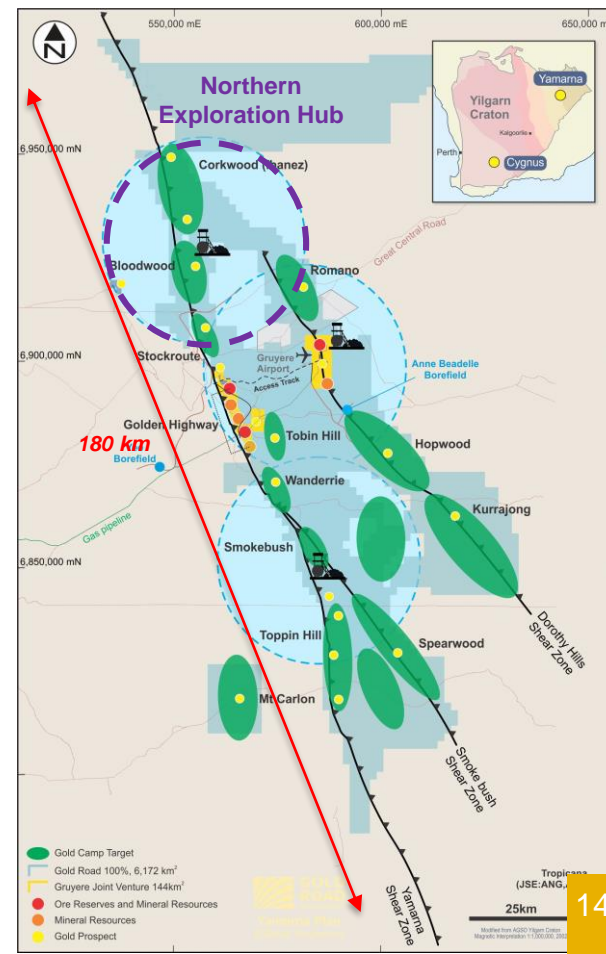 550,000 mE
600,000 mE
650,000 m
N
Northern
Exploration Hub
Yamarna
Yilgarn
Craton
Kalgoorlie
Perth
Cygnus
6,950,000 mN
Corkwood (Ibanez)
Great Central Road
Bloodwood
Romano
6,900,000 mN
Stockroute
Gruyere
Airport
Anne Beadelle
Borefield
Access Track
Golden Highway
Tobin Hill
Hopwood
180 km
Borefield
Wanderrie
Kurrajong
Gas pipeline
Smokebush
6,850,000 mN
Dorothy Hills
Shear Zone
Toppin Hill
Spearwood
Mt Carlon
Smoke bush
Shear Zone
Gold Camp Target
Gold Road 100%, 6,172 km²
Gruyere Joint Venture 144km²
Ore Reserves and Mineral Resources
Mineral Resources
Gold Prospect
Yamarna
Shear Zone
Tropicana
(JSE:ANG,
25km
Modified from AGSO Yilgarn Craton
14